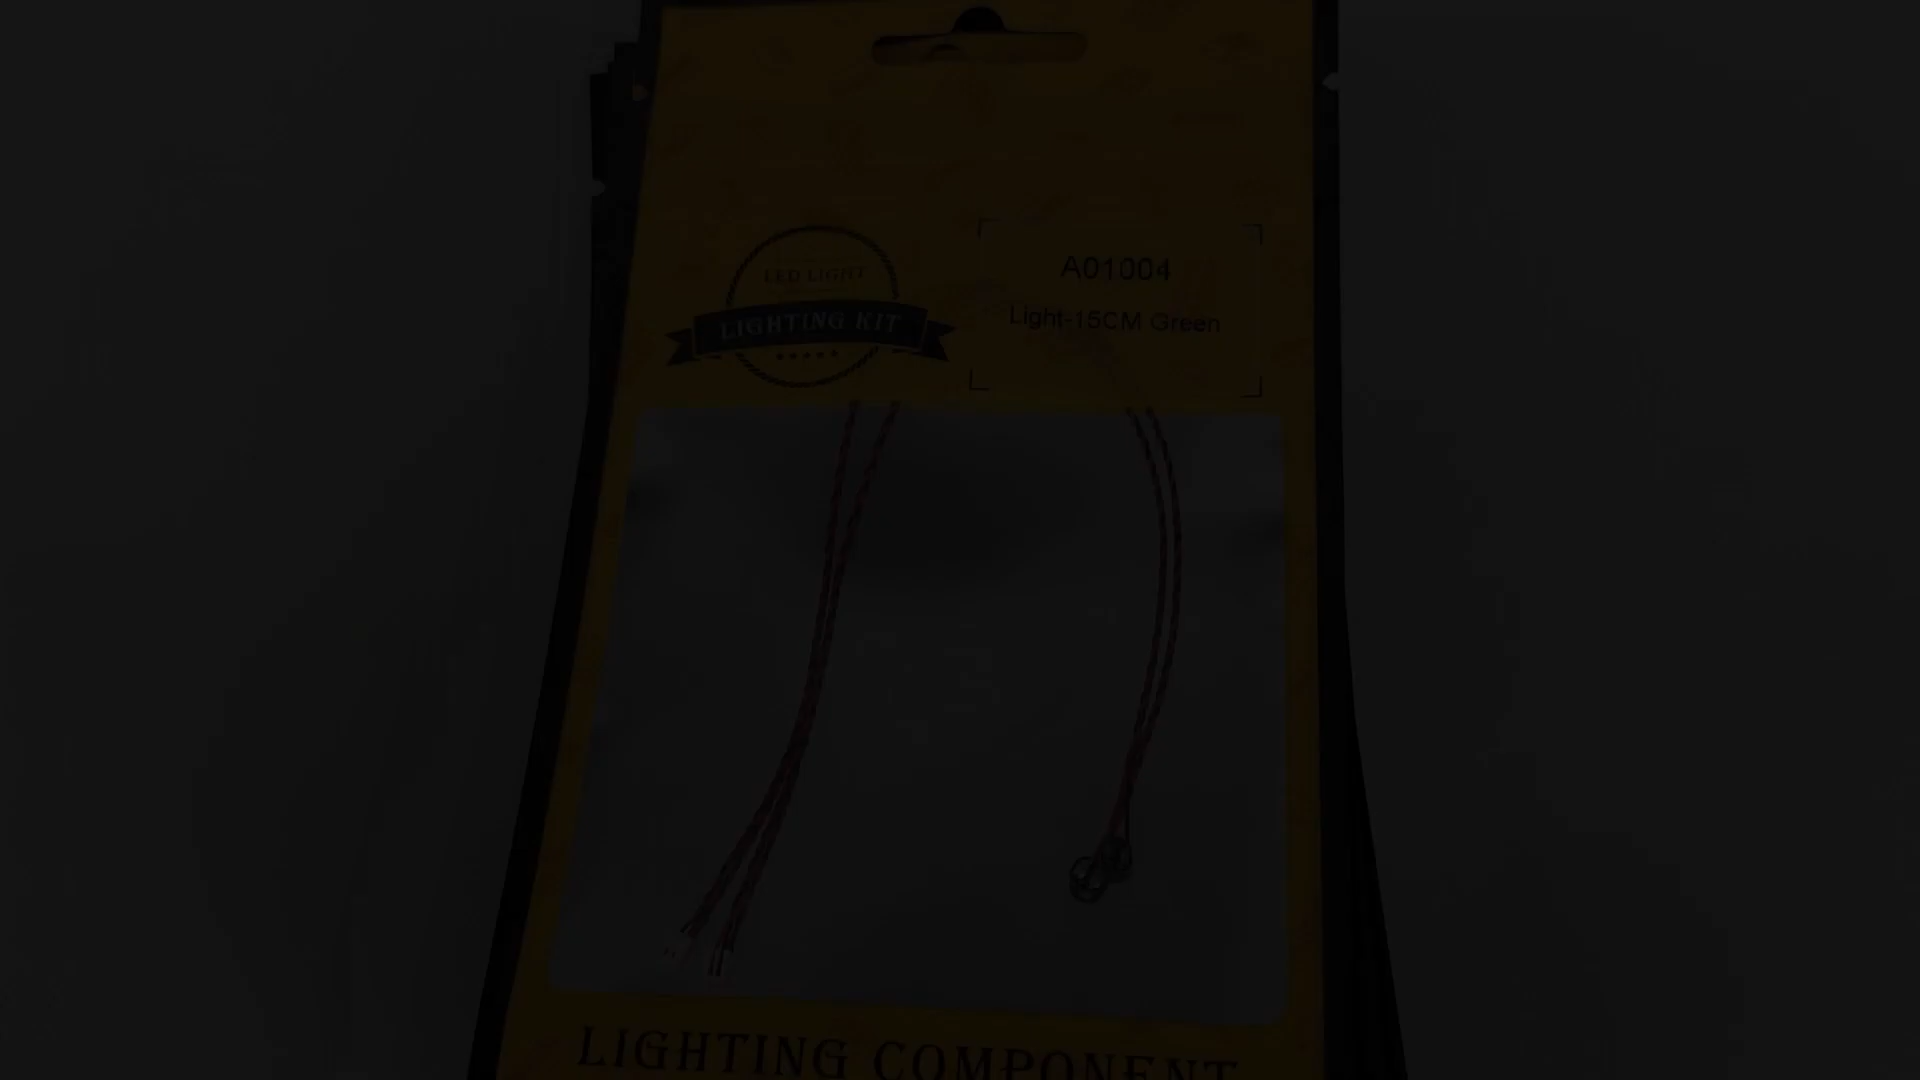 LED LIGHT
LIGHTING KIT
A01004
Light-15CM Green
LIGHTING COMPONENT